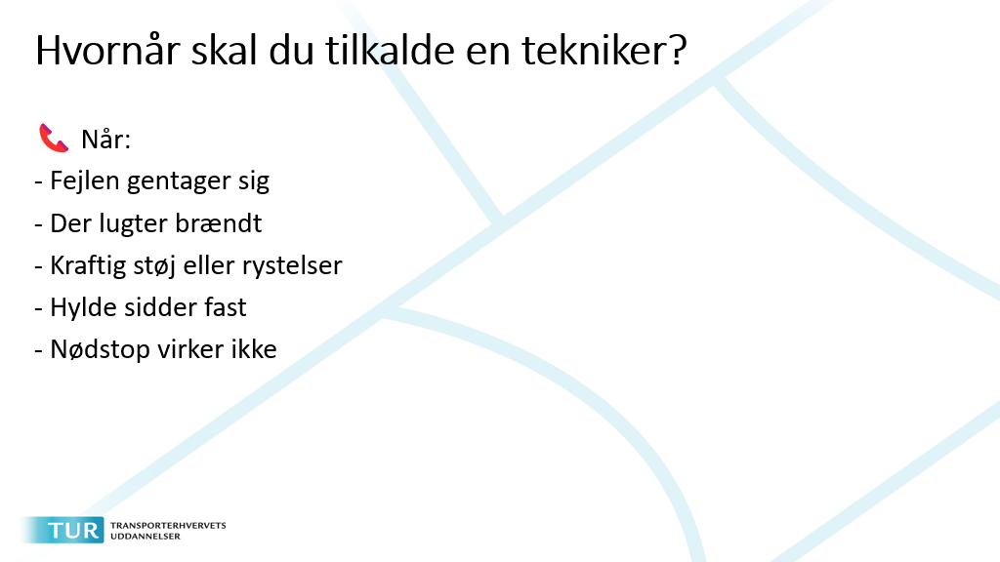 Hvornår skal du tilkalde en tekniker?
📞 Når:
- Fejlen gentager sig
- Der lugter brændt
- Kraftig støj eller rystelser
- Hylde sidder fast
- Nødstop virker ikke
TUR TRANSPORTERHVERVETS
UDDANNELSER